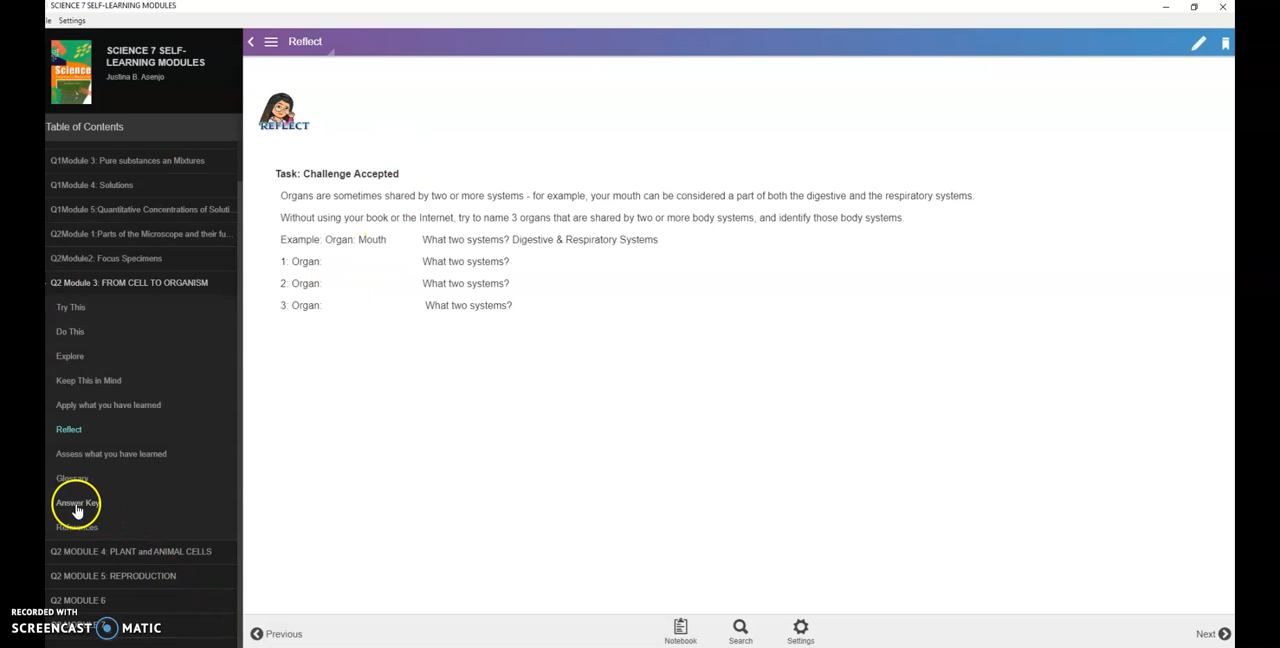 SCIENCE 7 SELF-LEARNING MODULES
le Settings
SCIENCE 7 SELF-
LEARNING MODULES
Justina B. Asenjo
Science
Table of Contents
Q1Module 3: Pure substances an Mixtures
Q1Module 4: Solutions
Q1Module 5:Quantitative Concentrations of Soluti...
Q2Module 1:Parts of the Microscope and their fu...
Q2Module2: Focus Specimens
Q2 Module 3: FROM CELL TO ORGANISM
Try This
Do This
Explore
Keep This in Mind
Apply what you have learned
Reflect
Assess what you have learned
Glossary
Answer Key
References
Q2 MODULE 4: PLANT and ANIMAL CELLS
Q2 MODULE 5: REPRODUCTION
Q2 MODULE 6
RECORDED WITH
SCREENCAST MATIC
Reflect
REFLECT
Task: Challenge Accepted
Organs are sometimes shared by two or more systems - for example, your mouth can be considered a part of both the digestive and the respiratory systems.
Without using your book or the Internet, try to name 3 organs that are shared by two or more body systems, and identify those body systems.
Example: Organ: Mouth What two systems? Digestive & Respiratory Systems
1: Organ: What two systems?
2: Organ: What two systems?
3: Organ: What two systems?
Previous
Notebook
Search
Settings
Next